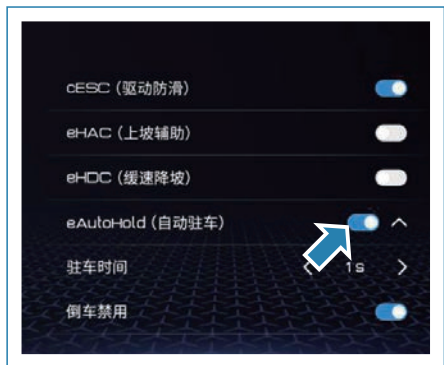 cESC (驱动防滑)
eHAC (上坡辅助)
eHDC (缓速降坡)
eAutoHold (自动驻车)
驻车时间 1s
倒车禁用